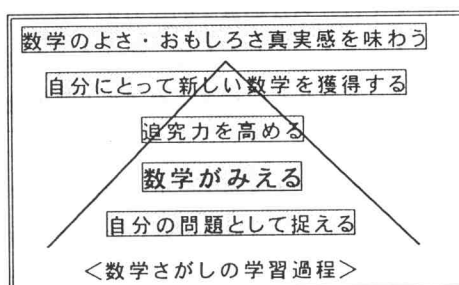 数学のよさ・おもしろさ真実感を味わう
自分にとって新しい数学を獲得する
追究力を高める
数学がみえる
自分の問題として捉える
＜数学さがしの学習過程＞